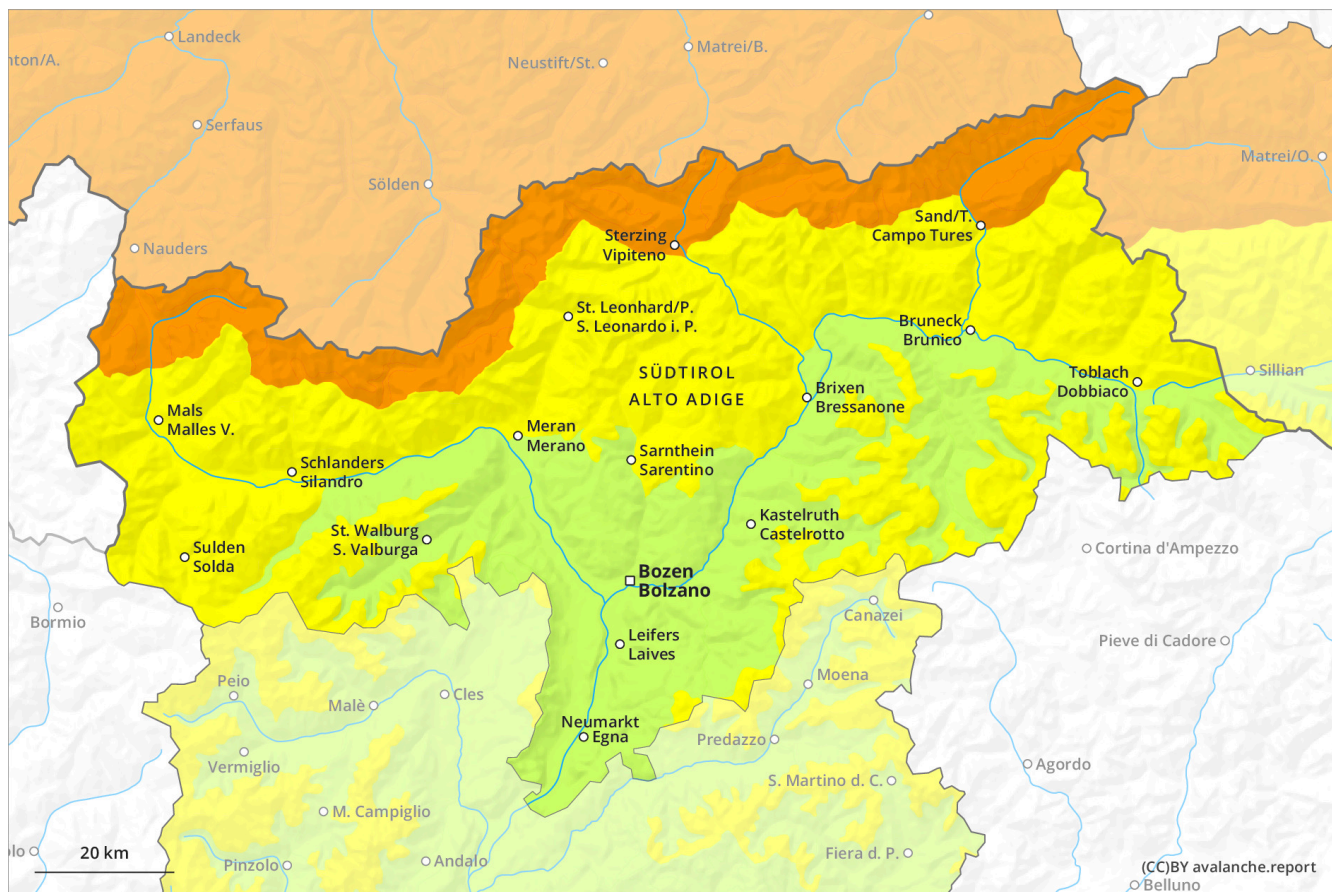 Landeck
nton/A.
Neustift/St.
Matrei/B.
Serfaus
Sölden
Matrei/O.
Nauders
Sand/T.
Campo Tures
Sterzing
Vipiteno
St. Leonhard/P.
S. Leonardo i. P.
Bruneck
Brunico
SÜDTIROL
ALTO ADIGE
Toblach
Dobbiaco
Sillian
Brixen
Bressanone
Mals
Malles V.
Meran
Merano
Sarnthein
Sarentino
Schlanders
Silandro
Kastelruth
Castelrotto
St. Walburg
S. Valburga
Sulden
Solda
Cortina d'Ampezzo
Bozen
Bolzano
Bormio
Canazei
Leifers
Laives
Pieve di Cadore
Peio
Moena
Malè
Cles
Neumarkt
Egna
Predazzo
Vermiglio
Agordo
S. Martino d. C.
M. Campiglio
olo
20 km
Pinzolo
Andalo
Fiera d. P.
(CC)BY avalanche.report
Belluno